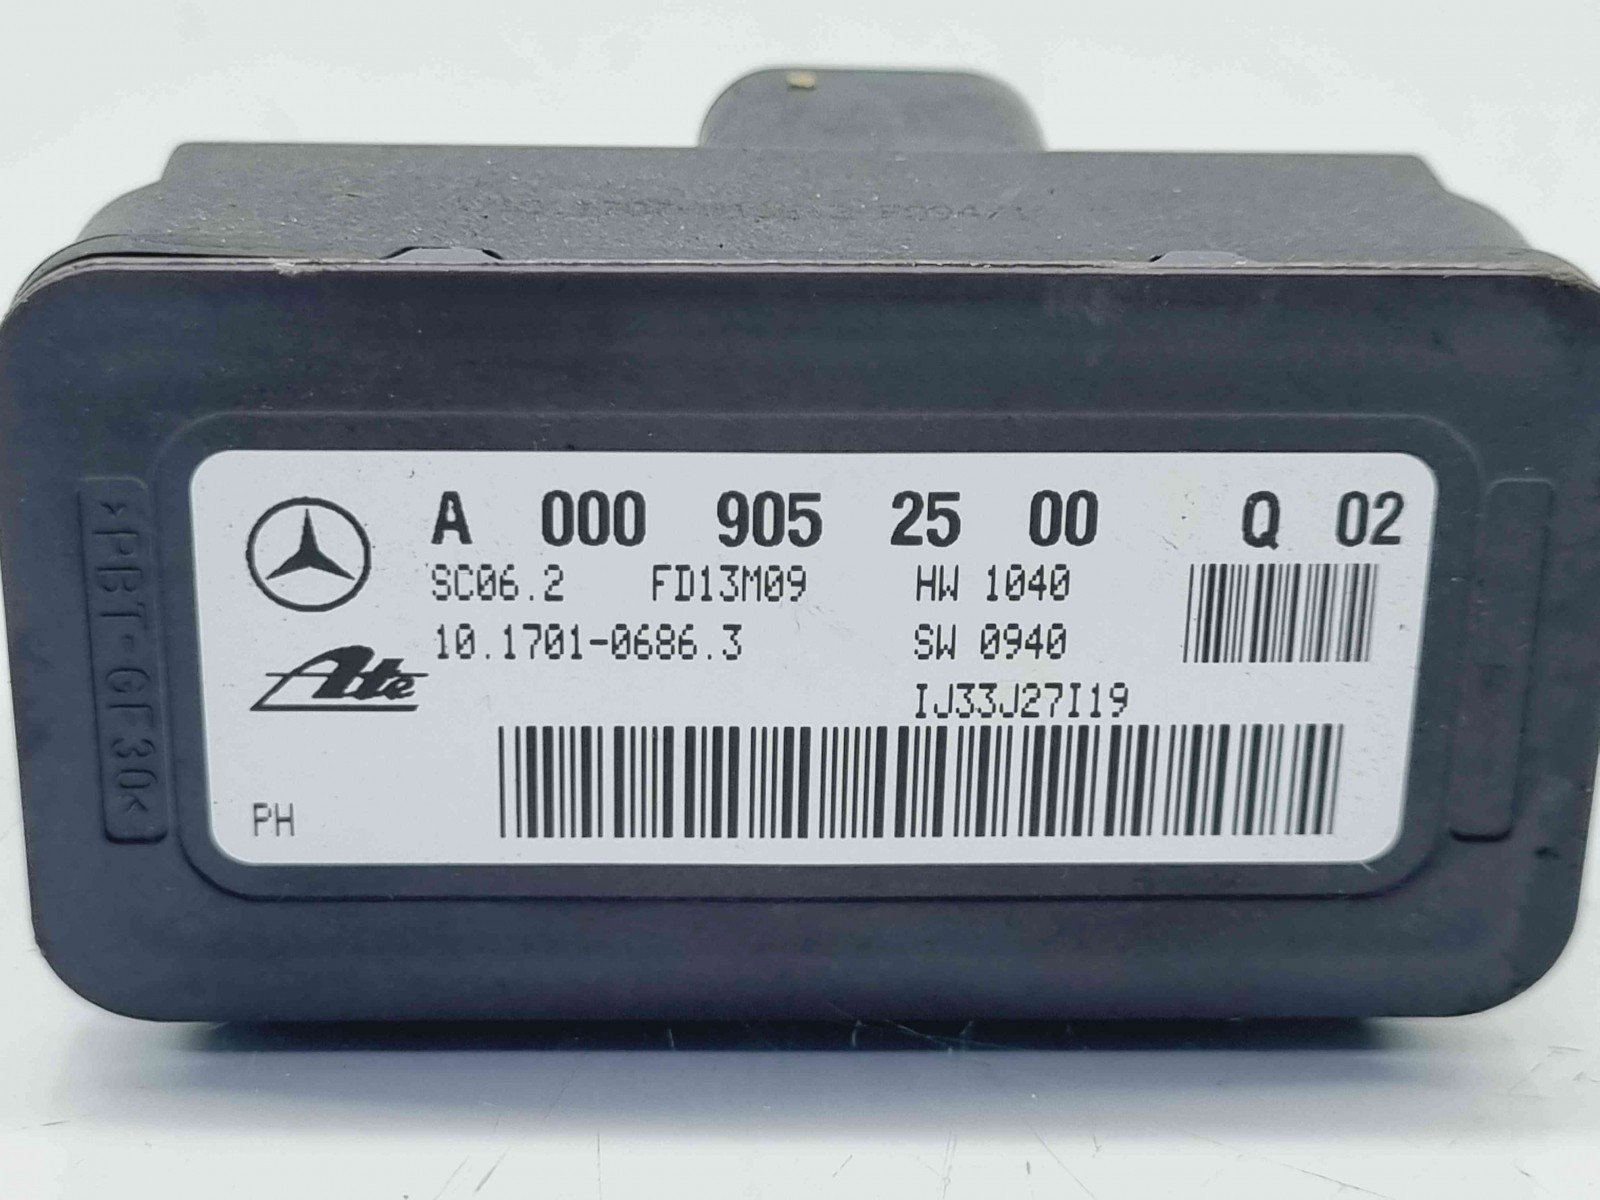 A 000 905 25 00 Q 02
SC06.2 FD13M09 HW 1040
10.1701-0686.3 SW 0940
Ate
IJ33J27I19
PH
>PBT-GF30<